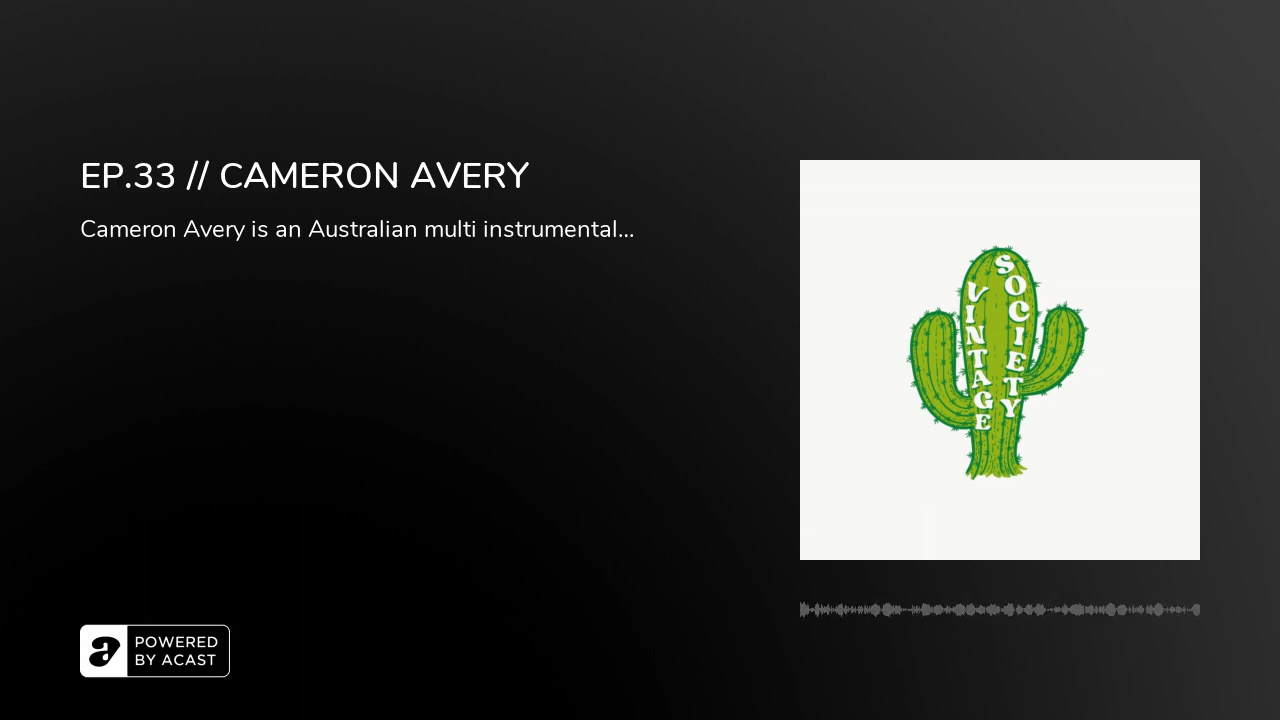 EP.33 // CAMERON AVERY
Cameron Avery is an Australian multi instrumental...
VINTAGE
SOCIETY
a POWERED
BY ACAST